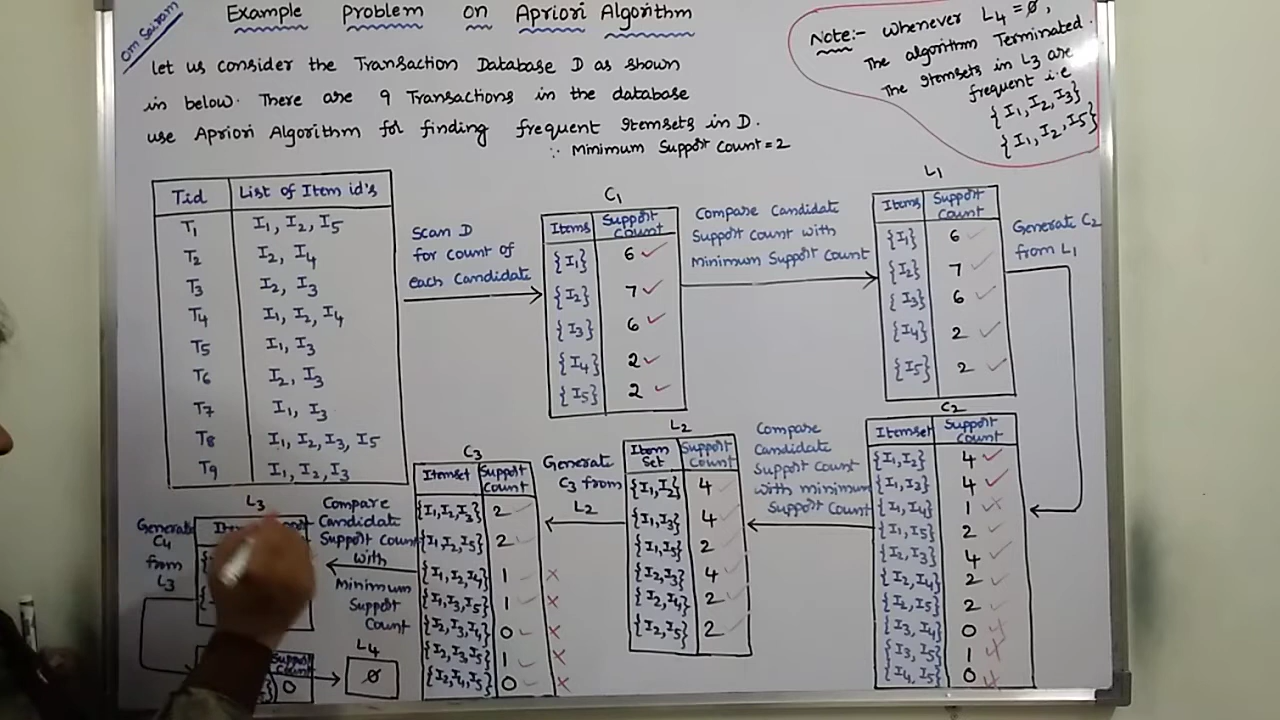 Om Sairam
Example Problem on Apriori Algorithm
Let us consider the Transaction Database D as shown
in below. There are 9 Transactions in the database
use Apriori Algorithm for finding frequent Itemsets in D.
∴ Minimum Support Count = 2
Note:- Whenever L4 = ∅,
The algorithm Terminated.
The Itemsets in L3 are
frequent i.e
{I1, I2, I3}
{I1, I2, I5}
Tid List of Item id's
T1 I1, I2, I5
T2 I2, I4
T3 I2, I3
T4 I1, I2, I4
T5 I1, I3
T6 I2, I3
T7 I1, I3
T8 I1, I2, I3, I5
T9 I1, I2, I3
Scan D
for count of
each Candidate
C1
Items Support Count
{I1} 6 ✓
{I2} 7 ✓
{I3} 6 ✓
{I4} 2 ✓
{I5} 2 ✓
Compare Candidate
Support Count with
Minimum Support Count
L1
Items Support Count
{I1} 6 ✓
{I2} 7 ✓
{I3} 6 ✓
{I4} 2 ✓
{I5} 2 ✓
Generate C2
from L1
C2
Itemset Support Count
{I1, I2} 4 ✓
{I1, I3} 4 ✓
{I1, I4} 1 ×
{I1, I5} 2 ✓
{I2, I3} 4 ✓
{I2, I4} 2 ✓
{I2, I5} 2 ✓
{I3, I4} 0 ×
{I3, I5} 1 ×
{I4, I5} 0 ×
Compare
Candidate
Support Count
with minimum
Support Count
L2
Item Set Support Count
{I1, I2} 4 ✓
{I1, I3} 4 ✓
{I1, I5} 2 ✓
{I2, I3} 4 ✓
{I2, I4} 2 ✓
{I2, I5} 2 ✓
Generate
C3 from
L2
C3
Itemset Support Count
{I1, I2, I3} 2 ✓
{I1, I2, I5} 2 ✓
{I1, I2, I4} 1 ✓ ×
{I1, I3, I5} 1 ✓ ×
{I2, I3, I4} 0 ✓ ×
{I2, I3, I5} 1 ✓ ×
{I2, I4, I5} 0 ✓ ×
Compare
Candidate
Support Count
with
Minimum
Support
Count
L3
Generate
C4
from
L3
Support Count
0
L4
∅